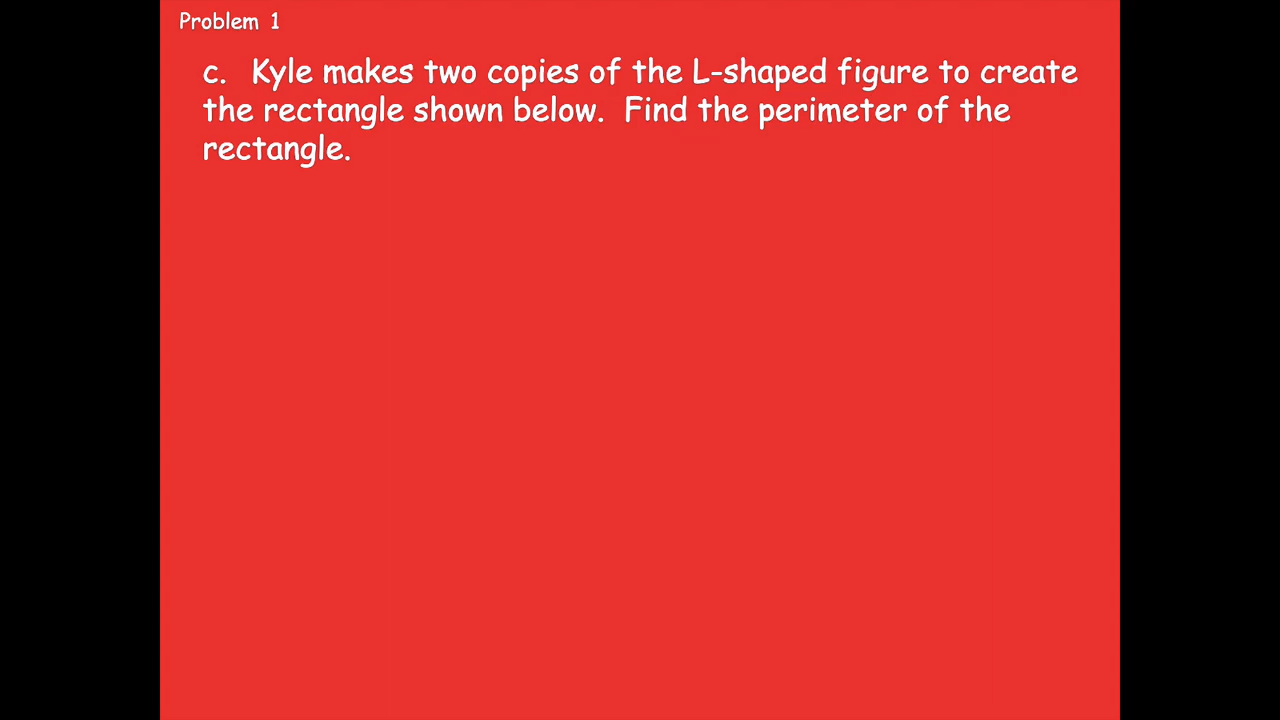 Problem 1
c. Kyle makes two copies of the L-shaped figure to create
the rectangle shown below. Find the perimeter of the
rectangle.